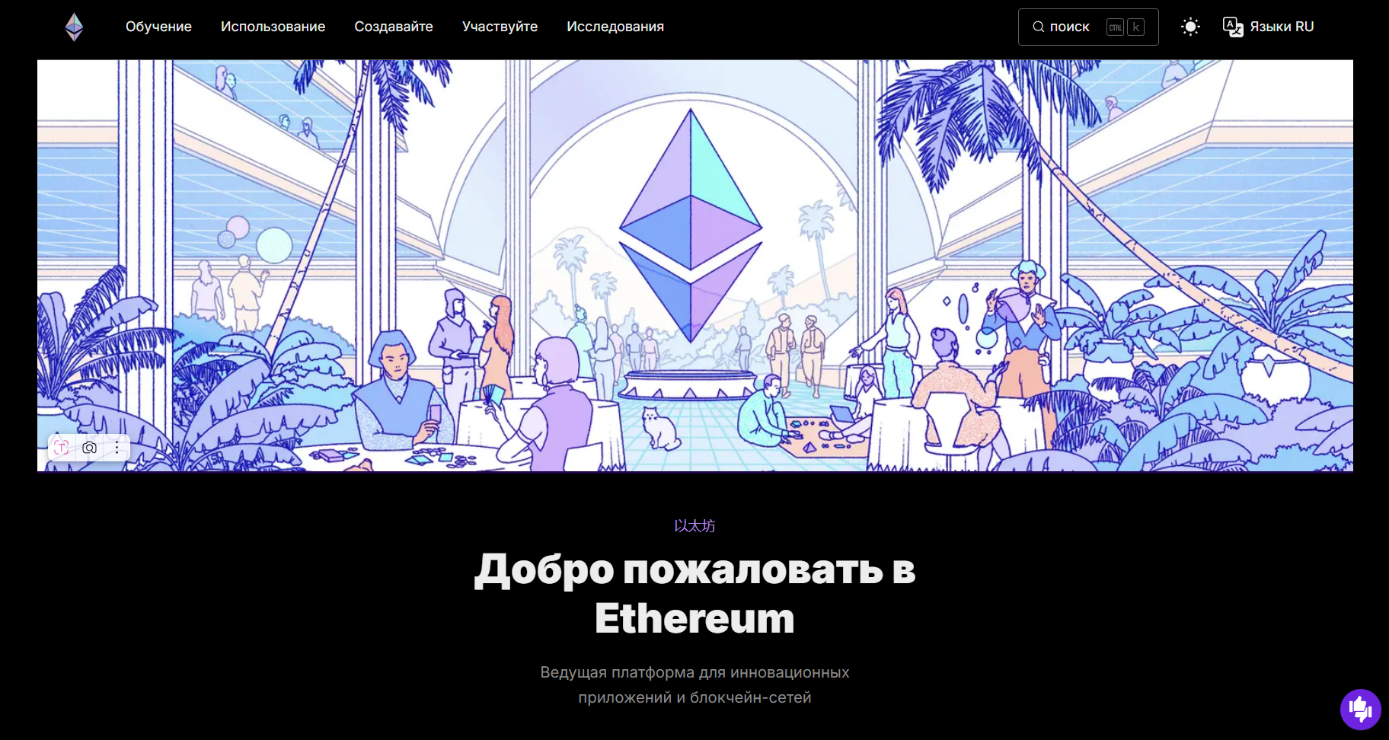 Обучение Использование Создавайте Участвуйте Исследования поиск CTRL k Языки RU
以太坊
Добро пожаловать в
Ethereum
Ведущая платформа для инновационных
приложений и блокчейн-сетей